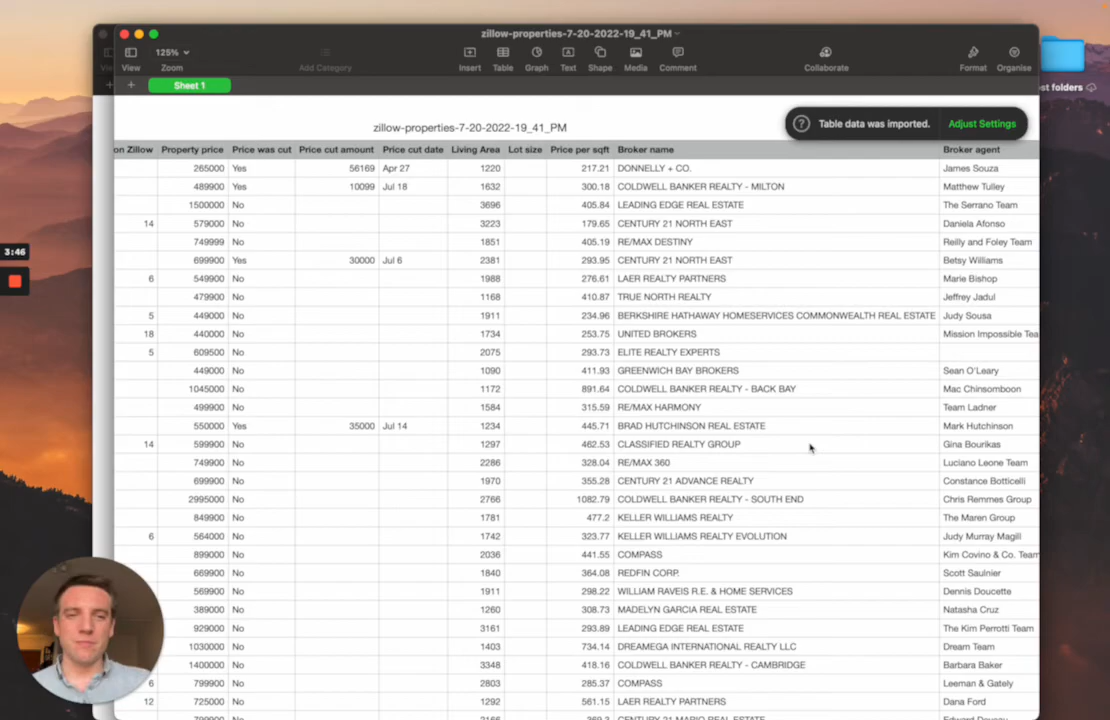 zillow-properties-7-20-2022-19_41_PM
125%
View Zoom Add Category Insert Table Graph Text Shape Media Comment Collaborate Format Organise
Sheet 1
st folders
zillow-properties-7-20-2022-19_41_PM
Table data was imported. Adjust Settings
on Zillow Property price Price was cut Price cut amount Price cut date Living Area Lot size Price per sqft Broker name Broker agent
265000 Yes 56169 Apr 27 1220 217.21 DONNELLY + CO. James Souza
489900 Yes 10099 Jul 18 1632 300.18 COLDWELL BANKER REALTY - MILTON Matthew Tulley
1500000 No 3696 405.84 LEADING EDGE REAL ESTATE The Serrano Team
14 579000 No 3223 179.65 CENTURY 21 NORTH EAST Daniela Afonso
749999 No 1851 405.19 RE/MAX DESTINY Reilly and Foley Team
3:46
699900 Yes 30000 Jul 6 2381 293.95 CENTURY 21 NORTH EAST Betsy Williams
6 549900 No 1988 276.61 LAER REALTY PARTNERS Marie Bishop
479900 No 1168 410.87 TRUE NORTH REALTY Jeffrey Jadul
5 449000 No 1911 234.96 BERKSHIRE HATHAWAY HOMESERVICES COMMONWEALTH REAL ESTATE Judy Sousa
18 440000 No 1734 253.75 UNITED BROKERS Mission Impossible Tea
5 609500 No 2075 293.73 ELITE REALTY EXPERTS
449000 No 1090 411.93 GREENWICH BAY BROKERS Sean O'Leary
1045000 No 1172 891.64 COLDWELL BANKER REALTY - BACK BAY Mac Chinsomboon
499900 No 1584 315.59 RE/MAX HARMONY Team Ladner
550000 Yes 35000 Jul 14 1234 445.71 BRAD HUTCHINSON REAL ESTATE Mark Hutchinson
14 599900 No 1297 462.53 CLASSIFIED REALTY GROUP Gina Bourikas
749900 No 2286 328.04 RE/MAX 360 Luciano Leone Team
699900 No 1970 355.28 CENTURY 21 ADVANCE REALTY Constance Botticelli
2995000 No 2766 1082.79 COLDWELL BANKER REALTY - SOUTH END Chris Remmes Group
849900 No 1781 477.2 KELLER WILLIAMS REALTY The Maren Group
6 564000 No 1742 323.77 KELLER WILLIAMS REALTY EVOLUTION Judy Murray Magill
899000 No 2036 441.55 COMPASS Kim Covino & Co. Team
669900 No 1840 364.08 REDFIN CORP. Scott Saulnier
569900 No 1911 298.22 WILLIAM RAVEIS R.E. & HOME SERVICES Dennis Doucette
389000 No 1260 308.73 MADELYN GARCIA REAL ESTATE Natasha Cruz
929000 No 3161 293.89 LEADING EDGE REAL ESTATE The Kim Perrotti Team
1030000 No 1403 734.14 DREAMEGA INTERNATIONAL REALTY LLC Dream Team
1400000 No 3348 418.16 COLDWELL BANKER REALTY - CAMBRIDGE Barbara Baker
6 799900 No 2803 285.37 COMPASS Leeman & Gately
12 725000 No 1292 561.15 LAER REALTY PARTNERS Dana Ford